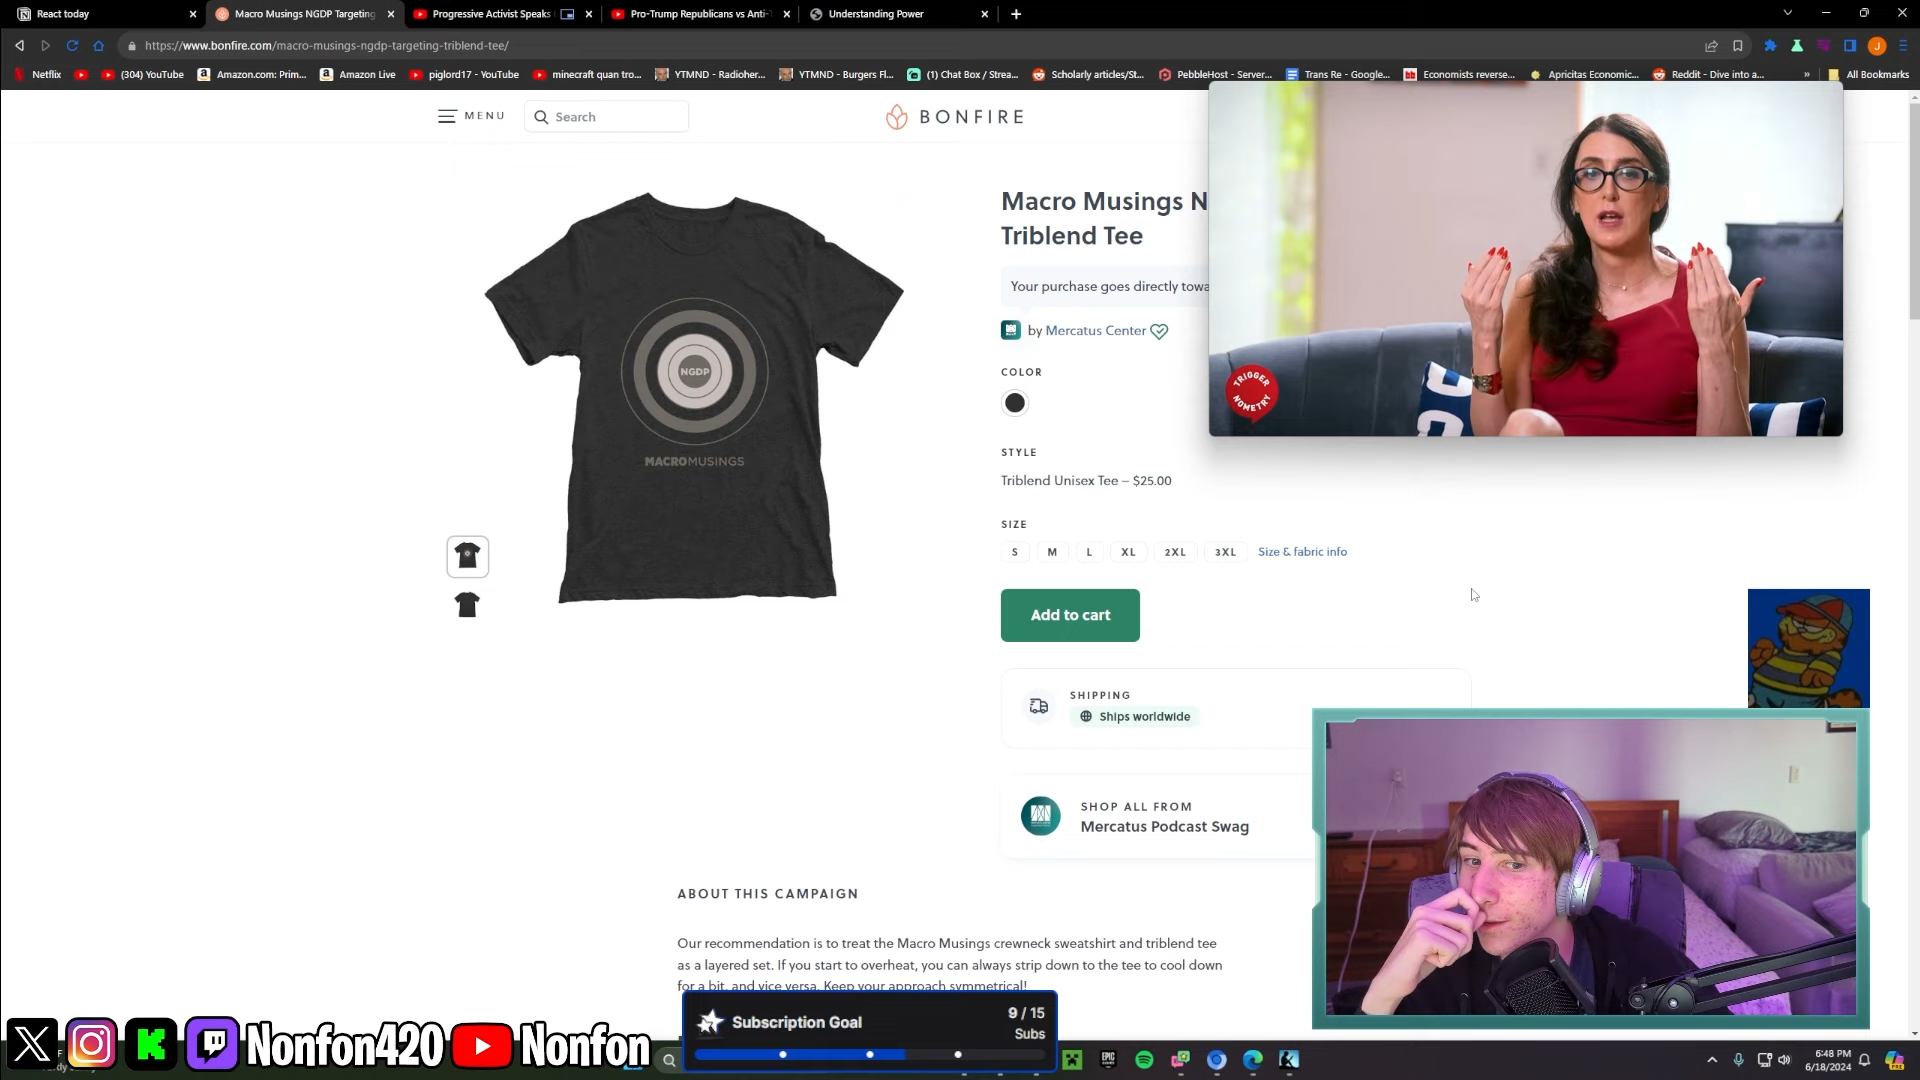 React today
Macro Musings NGDP Targeting
Progressive Activist Speaks
Pro-Trump Republicans vs Anti-
Understanding Power
https://www.bonfire.com/macro-musings-ngdp-targeting-triblend-tee/
Netflix
(304) YouTube
Amazon.com: Prim...
Amazon Live
piglord17 - YouTube
minecraft quan tro...
YTMND - Radioher...
YTMND - Burgers Fl...
(1) Chat Box / Strea...
Scholarly articles/St...
PebbleHost - Server...
Trans Re - Google...
Economists reverse...
Apricitas Economic...
Reddit - Dive into a...
»
All Bookmarks
MENU
Search
BONFIRE
Macro Musings N
Triblend Tee
Your purchase goes directly towa
by Mercatus Center
COLOR
STYLE
Triblend Unisex Tee – $25.00
SIZE
S M L XL 2XL 3XL Size & fabric info
Add to cart
SHIPPING
Ships worldwide
SHOP ALL FROM
Mercatus Podcast Swag
NGDP
MACROMUSINGS
TRIGGER
NOMETRY
ABOUT THIS CAMPAIGN
Our recommendation is to treat the Macro Musings crewneck sweatshirt and triblend tee
as a layered set. If you start to overheat, you can always strip down to the tee to cool down
for a bit, and vice versa. Keep your approach symmetrical!
Subscription Goal
9 / 15
Subs
Nonfon420
Nonfon
6:48 PM
6/18/2024